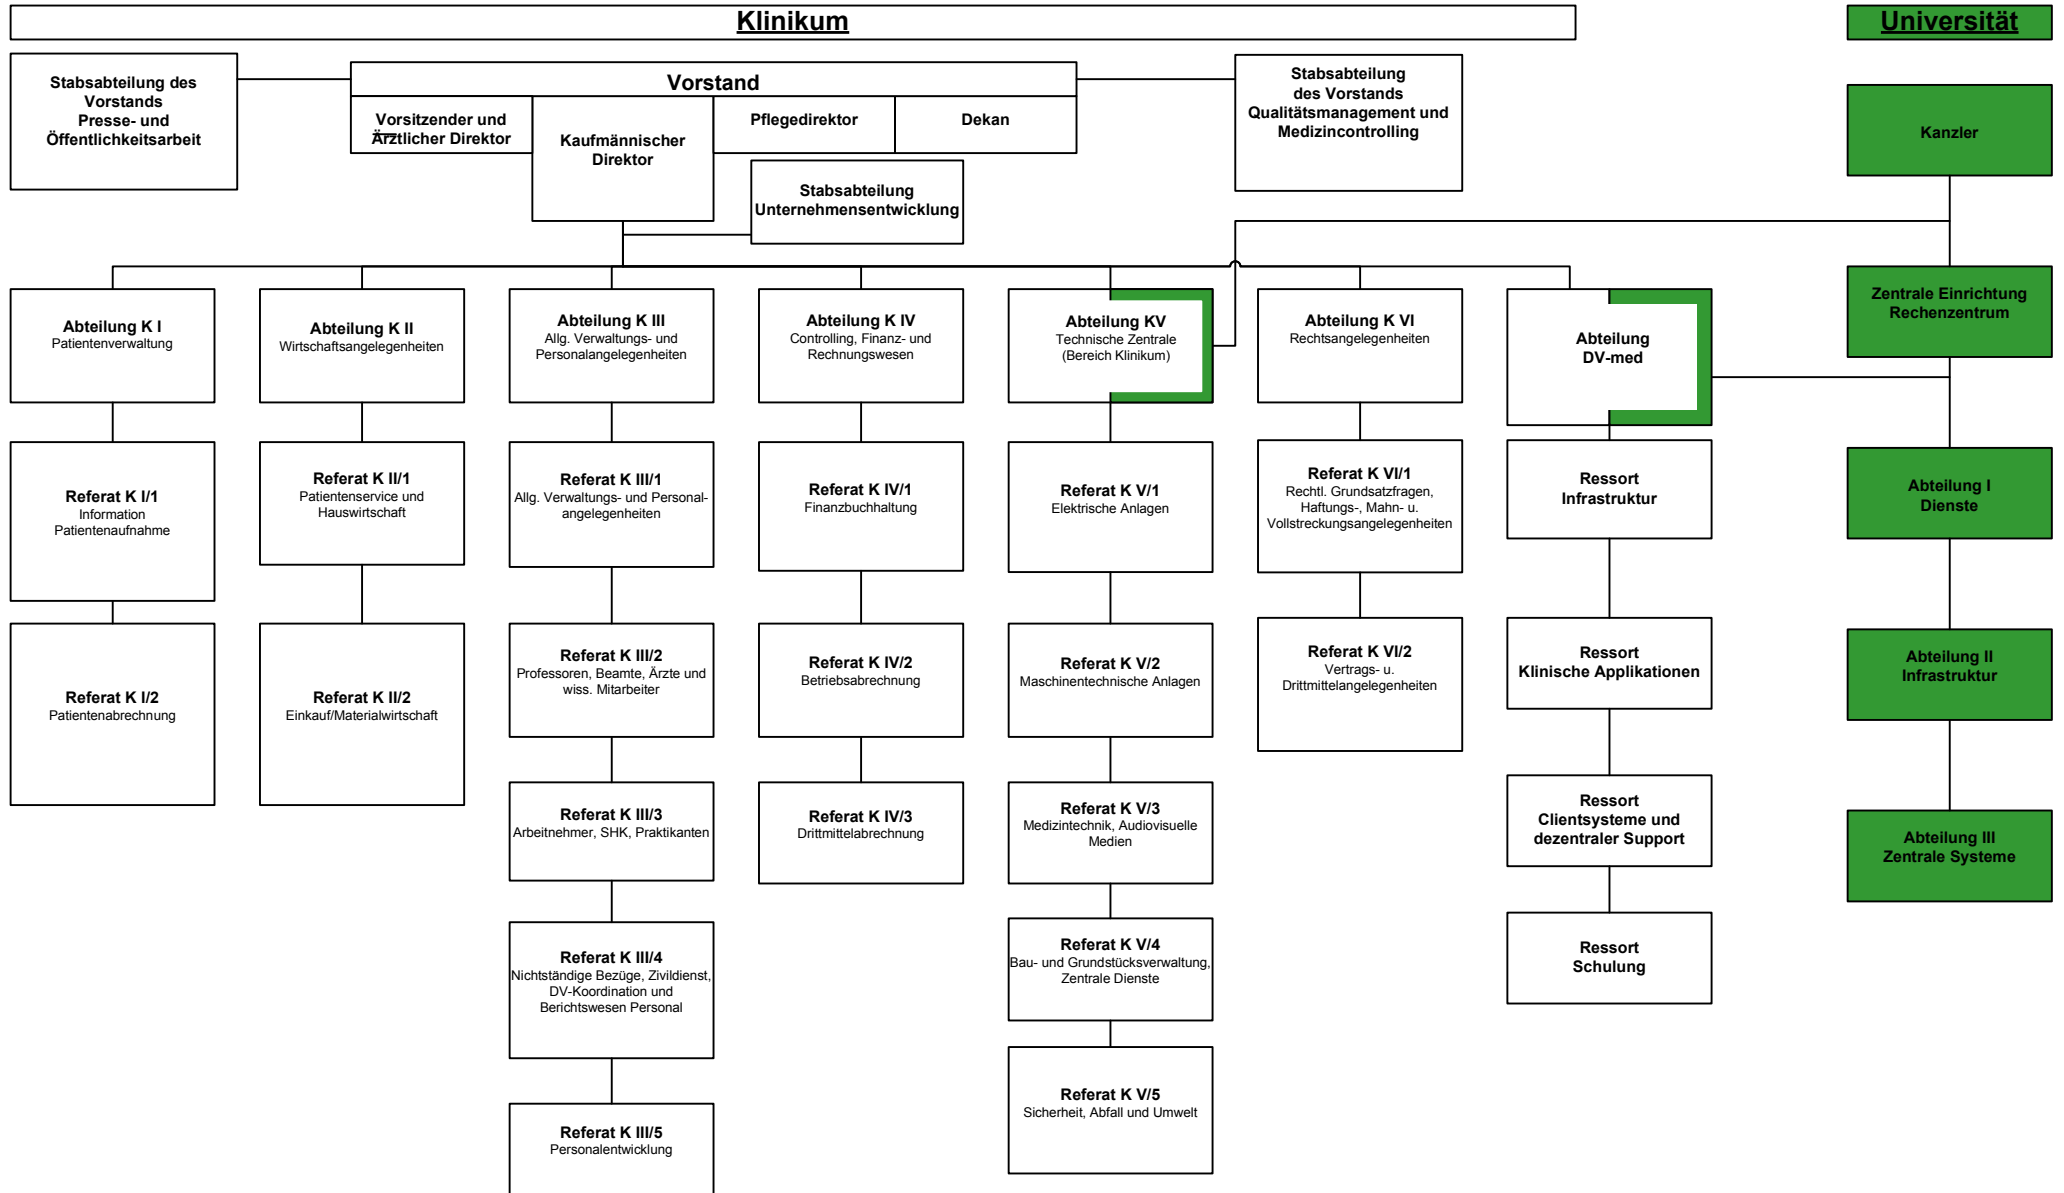 Klinikum
Universität
Stabsabteilung des
Vorstands
Presse- und
Öffentlichkeitsarbeit
Vorstand
Vorsitzender und
Ärztlicher Direktor
Kaufmännischer
Direktor
Pflegedirektor
Dekan
Stabsabteilung
des Vorstands
Qualitätsmanagement und
Medizincontrolling
Kanzler
Stabsabteilung
Unternehmensentwicklung
Abteilung K I
Patientenverwaltung
Abteilung K II
Wirtschaftsangelegenheiten
Abteilung K III
Allg. Verwaltungs- und
Personalangelegenheiten
Abteilung K IV
Controlling, Finanz- und
Rechnungswesen
Abteilung KV
Technische Zentrale
(Bereich Klinikum)
Abteilung K VI
Rechtsangelegenheiten
Abteilung
DV-med
Zentrale Einrichtung
Rechenzentrum
Referat K I/1
Information
Patientenaufnahme
Referat K II/1
Patientenservice und
Hauswirtschaft
Referat K III/1
Allg. Verwaltungs- und Personal-
angelegenheiten
Referat K IV/1
Finanzbuchhaltung
Referat K V/1
Elektrische Anlagen
Referat K VI/1
Rechtl. Grundsatzfragen,
Haftungs-, Mahn- u.
Vollstreckungsangelegenheiten
Ressort
Infrastruktur
Abteilung I
Dienste
Referat K I/2
Patientenabrechnung
Referat K II/2
Einkauf/Materialwirtschaft
Referat K III/2
Professoren, Beamte, Ärzte und
wiss. Mitarbeiter
Referat K IV/2
Betriebsabrechnung
Referat K V/2
Maschinentechnische Anlagen
Referat K VI/2
Vertrags- u.
Drittmittelangelegenheiten
Ressort
Klinische Applikationen
Abteilung II
Infrastruktur
Referat K III/3
Arbeitnehmer, SHK, Praktikanten
Referat K IV/3
Drittmittelabrechnung
Referat K V/3
Medizintechnik, Audiovisuelle
Medien
Ressort
Clientsysteme und
dezentraler Support
Abteilung III
Zentrale Systeme
Referat K III/4
Nichtständige Bezüge, Zivildienst,
DV-Koordination und
Berichtswesen Personal
Referat K V/4
Bau- und Grundstücksverwaltung,
Zentrale Dienste
Ressort
Schulung
Referat K III/5
Personalentwicklung
Referat K V/5
Sicherheit, Abfall und Umwelt